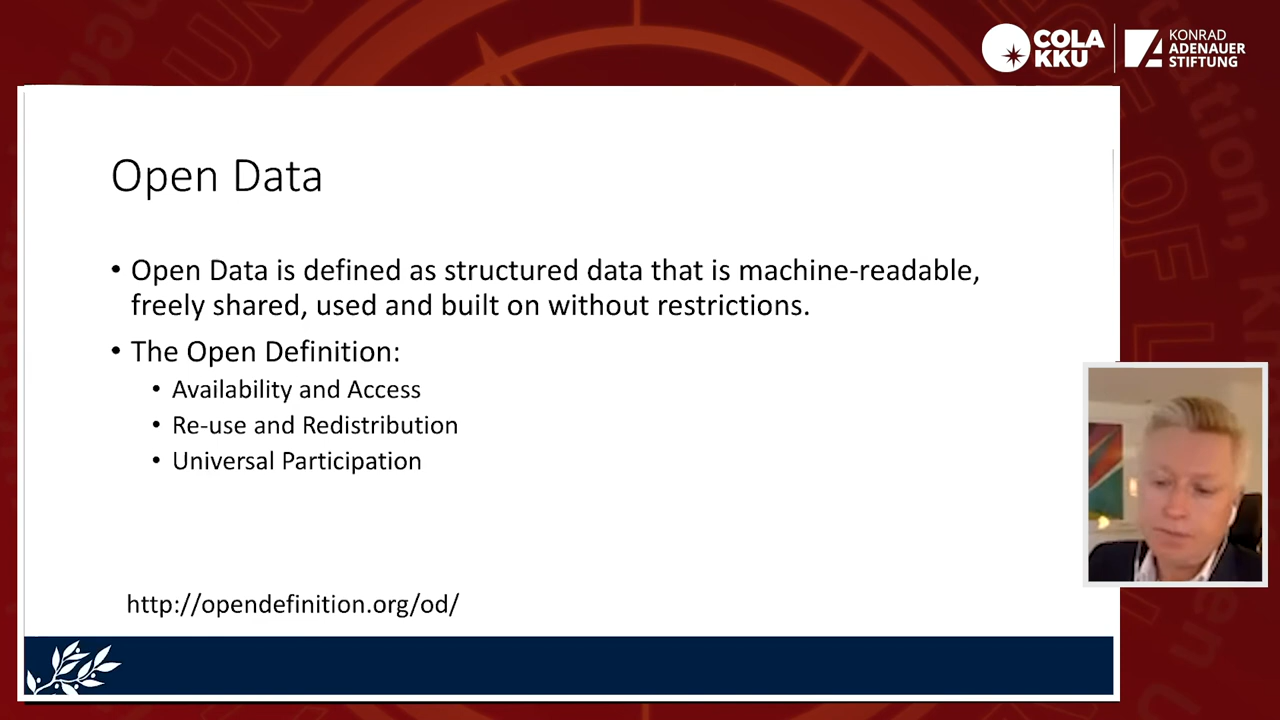 COLA
KKU
KONRAD
ADENAUER
STIFTUNG
Open Data
• Open Data is defined as structured data that is machine-readable,
freely shared, used and built on without restrictions.
• The Open Definition:
• Availability and Access
• Re-use and Redistribution
• Universal Participation
http://opendefinition.org/od/